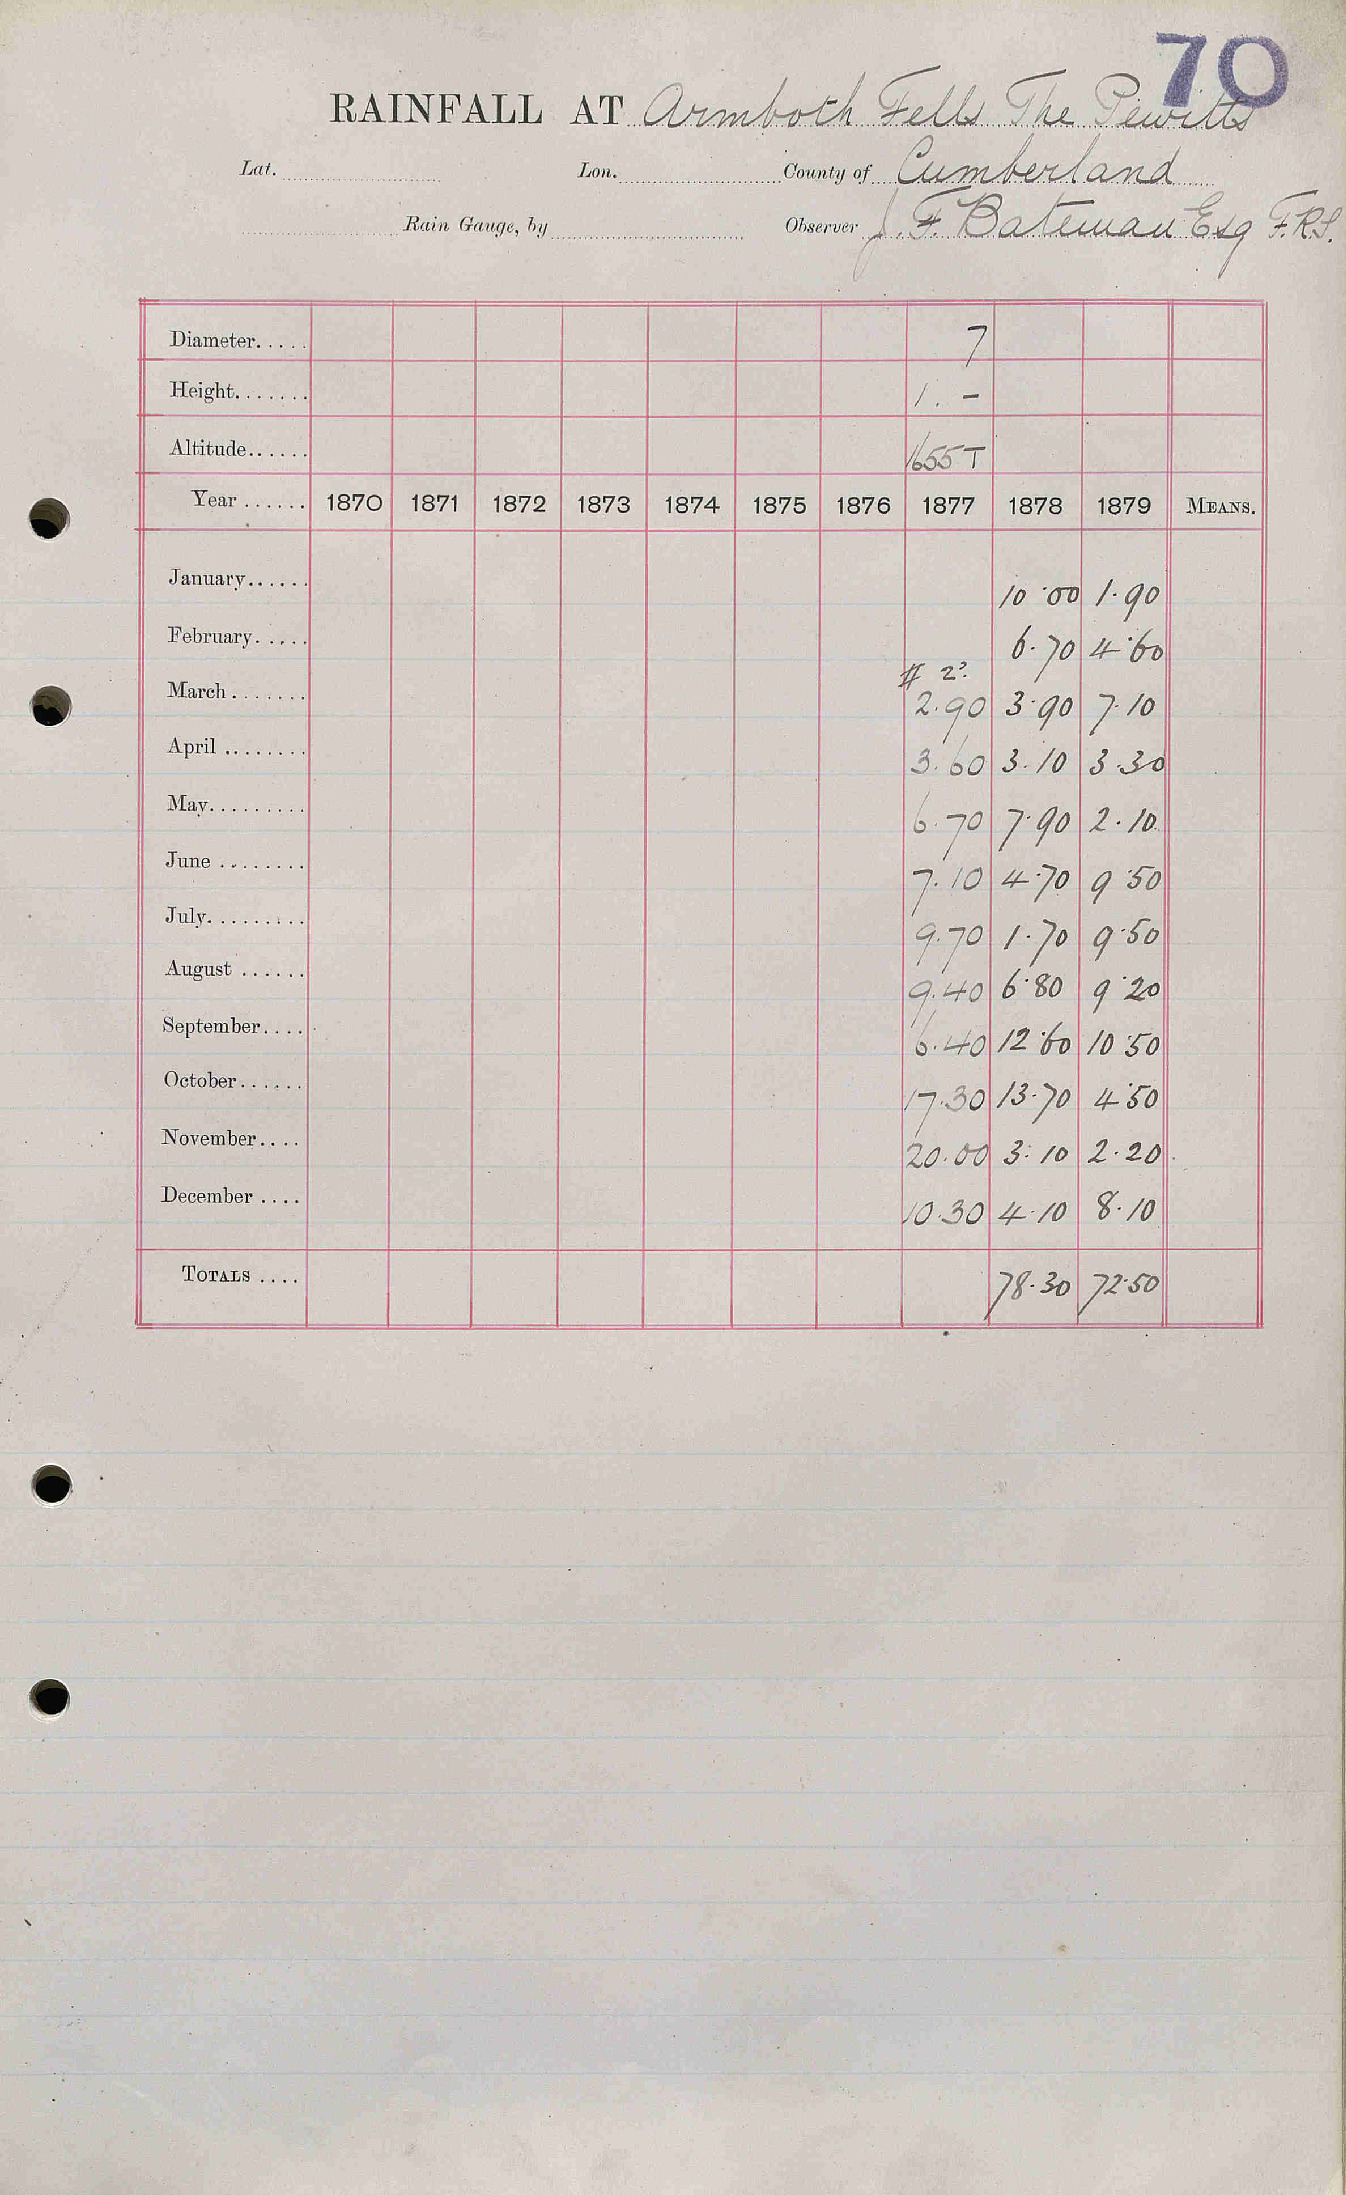 70
RAINFALL AT Armboth Fells The Pewitts
Lat. Lon. County of Cumberland
Rain Gauge, by Observer J. F. Bateman Esq F.R.S.
Diameter..... 7
Height....... 1. –
Altitude...... 1655 T
Year ...... 1870 1871 1872 1873 1874 1875 1876 1877 1878 1879 MEANS.
January...... 10.00 1.90
February..... 6.70 4.60
# 2?
March ....... 2.90 3.90 7.10
April ........ 3.60 3.10 3.30
May......... 6.70 7.90 2.10
June ........ 7.10 4.70 9.50
July......... 9.70 1.70 9.50
August ...... 9.40 6.80 9.20
September.... 6.40 12.60 10.50
October...... 17.30 13.70 4.50
November.... 20.00 3.10 2.20
December .... 10.30 4.10 8.10
TOTALS .... 78.30 72.50